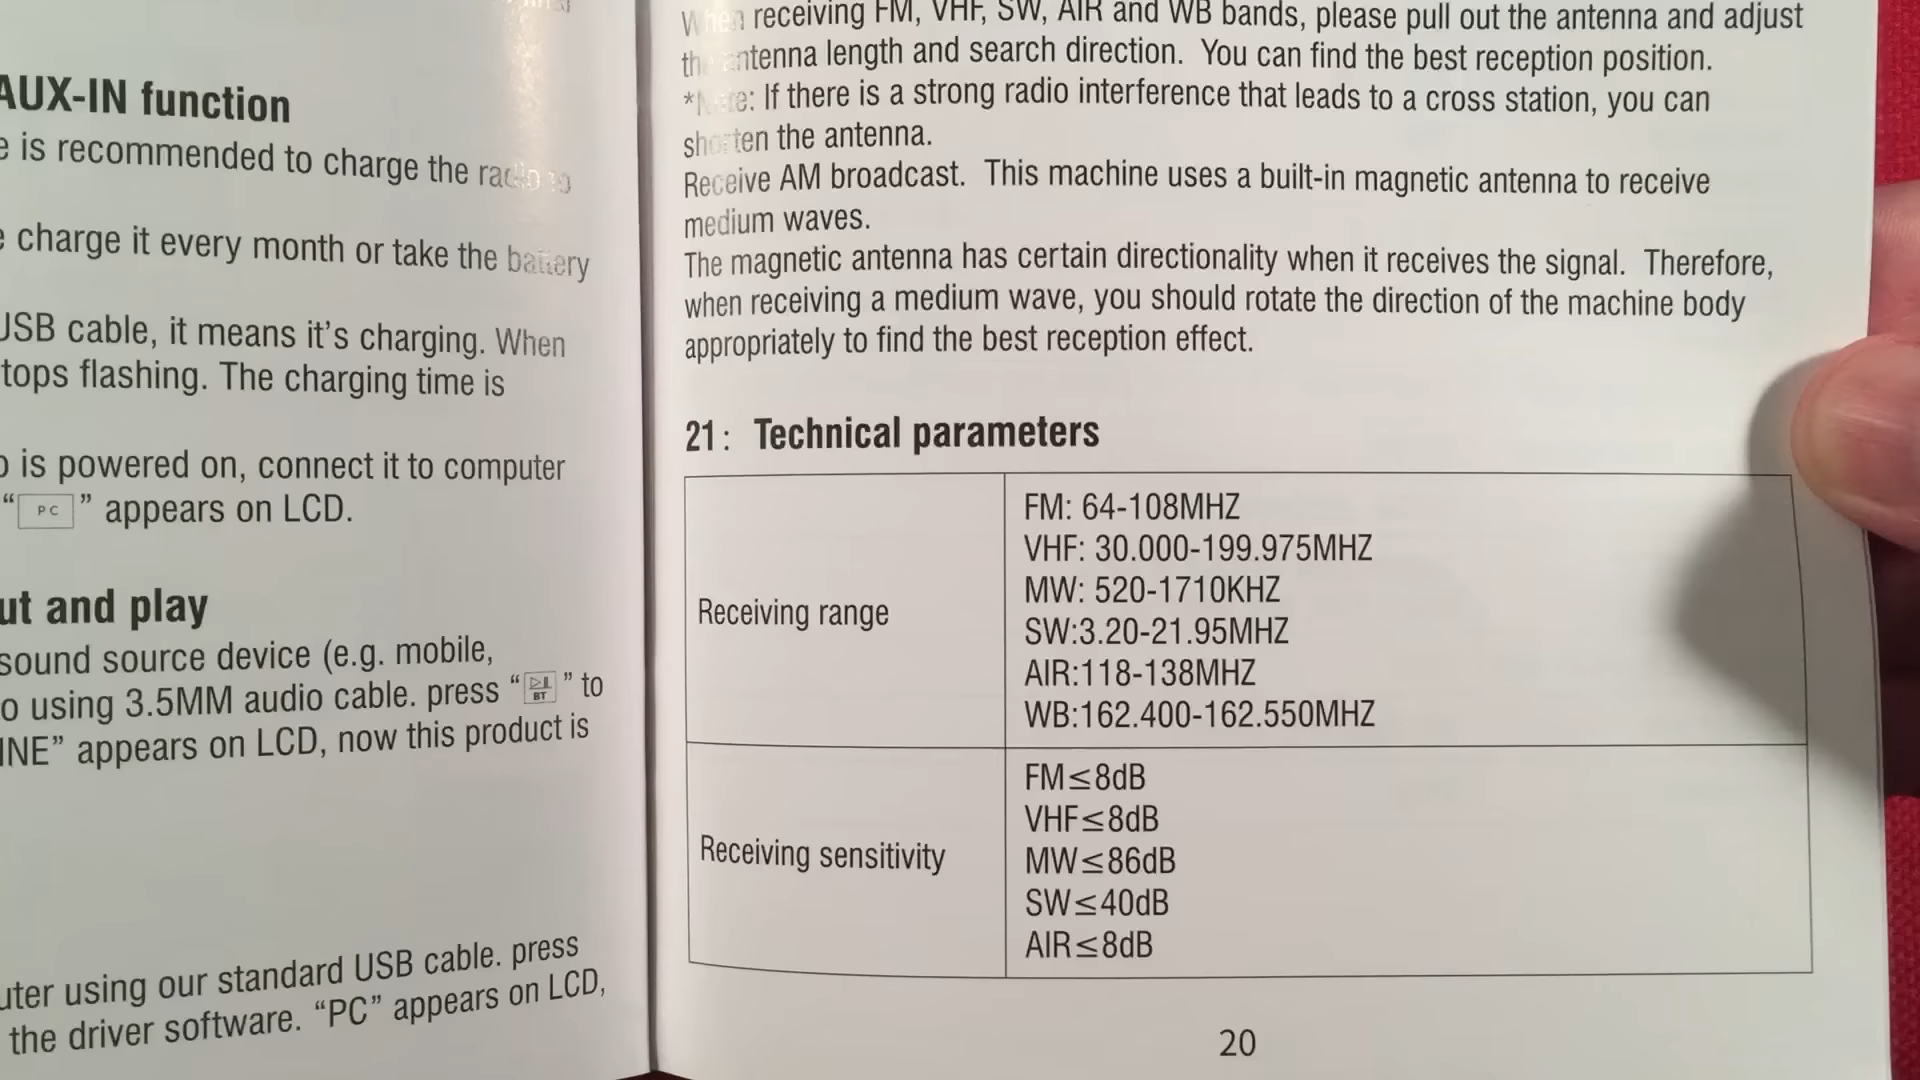 AUX-IN function
e is recommended to charge the radio to
e charge it every month or take the battery
USB cable, it means it's charging. When
tops flashing. The charging time is
o is powered on, connect it to computer
“ PC ” appears on LCD.
ut and play
sound source device (e.g. mobile,
o using 3.5MM audio cable. press “ BT ” to
INE” appears on LCD, now this product is
uter using our standard USB cable. press
the driver software. “PC” appears on LCD,
When receiving FM, VHF, SW, AIR and WB bands, please pull out the antenna and adjust
the antenna length and search direction. You can find the best reception position.
*Note: If there is a strong radio interference that leads to a cross station, you can
shorten the antenna.
Receive AM broadcast. This machine uses a built-in magnetic antenna to receive
medium waves.
The magnetic antenna has certain directionality when it receives the signal. Therefore,
when receiving a medium wave, you should rotate the direction of the machine body
appropriately to find the best reception effect.
21: Technical parameters
Receiving range
FM: 64-108MHZ
VHF: 30.000-199.975MHZ
MW: 520-1710KHZ
SW:3.20-21.95MHZ
AIR:118-138MHZ
WB:162.400-162.550MHZ
Receiving sensitivity
FM≤8dB
VHF≤8dB
MW≤86dB
SW≤40dB
AIR≤8dB
20